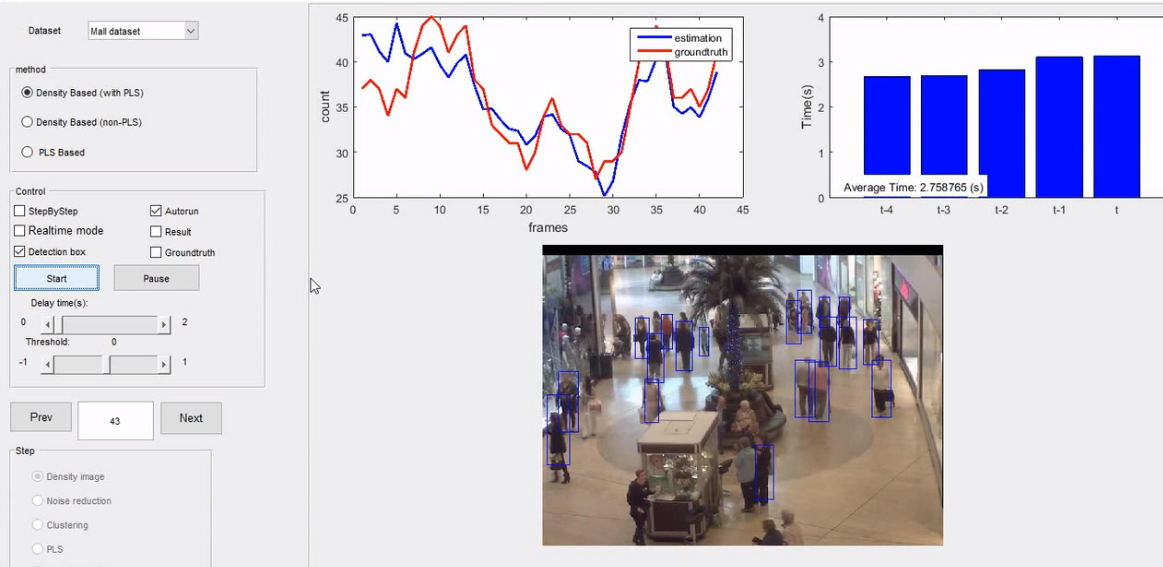 Dataset
Mall dataset
method
Density Based (with PLS)
Density Based (non-PLS)
PLS Based
Control
StepByStep
Autorun
Realtime mode
Result
Detection box
Groundtruth
Start
Pause
Delay time(s):
0
2
Threshold:
0
-1
1
Prev
43
Next
Step
Density image
Noise reduction
Clustering
PLS
45
40
35
30
25
count
estimation
groundtruth
0 5 10 15 20 25 30 35 40 45
frames
4
3
2
1
0
Time(s)
Average Time: 2.758765 (s)
t-4 t-3 t-2 t-1 t